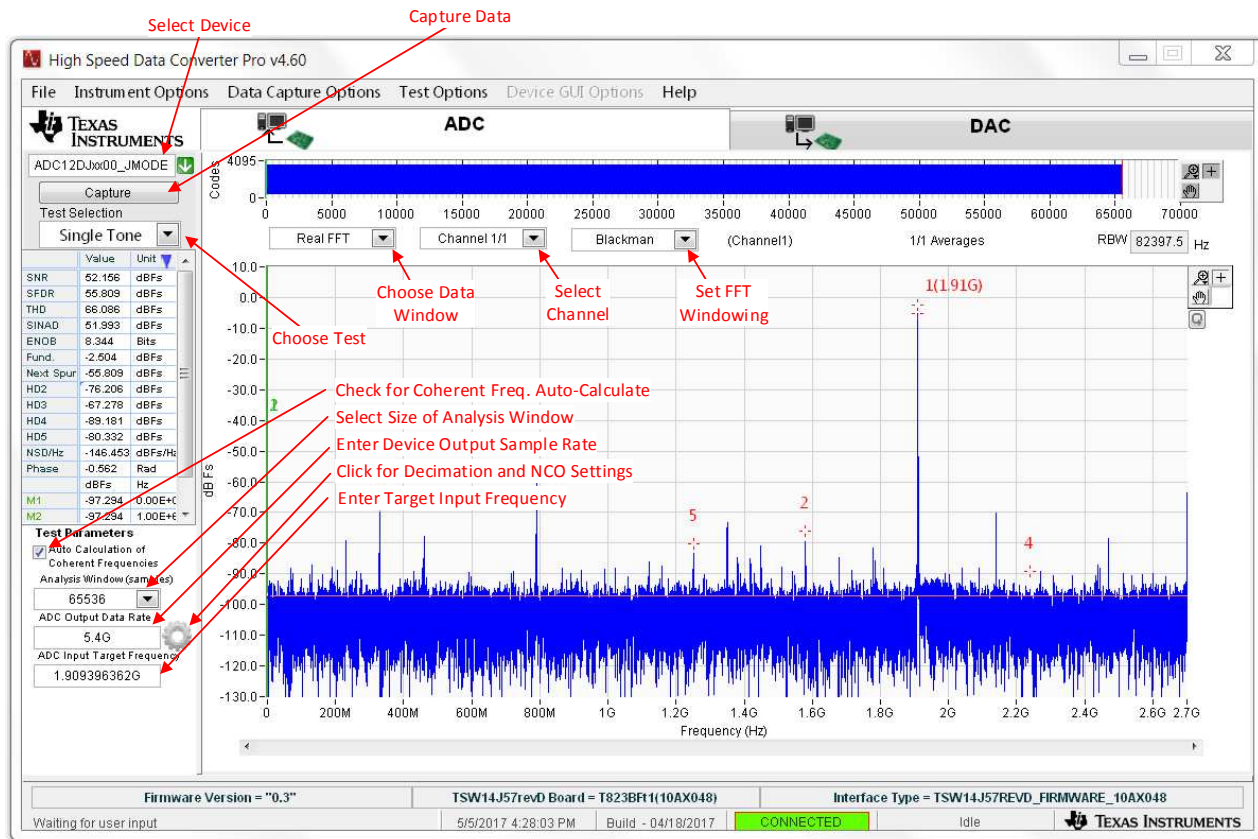 Select Device
Capture Data
High Speed Data Converter Pro v4.60
File Instrument Options Data Capture Options Test Options Device GUI Options Help
TEXAS INSTRUMENTS
ADC
DAC
ADC12DJxx00_JMODE
Capture
Test Selection
Single Tone
Codes
4095
0
0 5000 10000 15000 20000 25000 30000 35000 40000 45000 50000 55000 60000 65000 70000
Real FFT
Channel 1/1
Blackman
(Channel1)
1/1 Averages
RBW 82397.5 Hz
Choose Data Window
Select Channel
Set FFT Windowing
Choose Test
Value Unit
SNR 52.156 dBFs
SFDR 55.809 dBFs
THD 66.086 dBFs
SINAD 51.993 dBFs
ENOB 8.344 Bits
Fund. -2.504 dBFs
Next Spur -55.809 dBFs
HD2 -76.206 dBFs
HD3 -67.278 dBFs
HD4 -89.181 dBFs
HD5 -80.332 dBFs
NSD/Hz -146.453 dBFs/Hz
Phase -0.562 Rad
dBFs Hz
M1 -97.294 0.00E+0
M2 -97.294 1.00E+6
Check for Coherent Freq. Auto-Calculate
Select Size of Analysis Window
Enter Device Output Sample Rate
Click for Decimation and NCO Settings
Enter Target Input Frequency
Test Parameters
Auto Calculation of
Coherent Frequencies
Analysis Window (samples)
65536
ADC Output Data Rate
5.4G
ADC Input Target Frequency
1.909396362G
dBFs
10.0
0.0
-10.0
-20.0
-30.0
-40.0
-50.0
-60.0
-70.0
-80.0
-90.0
-100.0
-110.0
-120.0
-130.0
1(1.91G)
5
2
4
0 200M 400M 600M 800M 1G 1.2G 1.4G 1.6G 1.8G 2G 2.2G 2.4G 2.6G 2.7G
Frequency (Hz)
Firmware Version = "0.3"
TSW14J57revD Board = T823BFt1(10AX048)
Interface Type = TSW14J57REVD_FIRMWARE_10AX048
Waiting for user input
5/5/2017 4:28:03 PM
Build - 04/18/2017
CONNECTED
Idle
TEXAS INSTRUMENTS